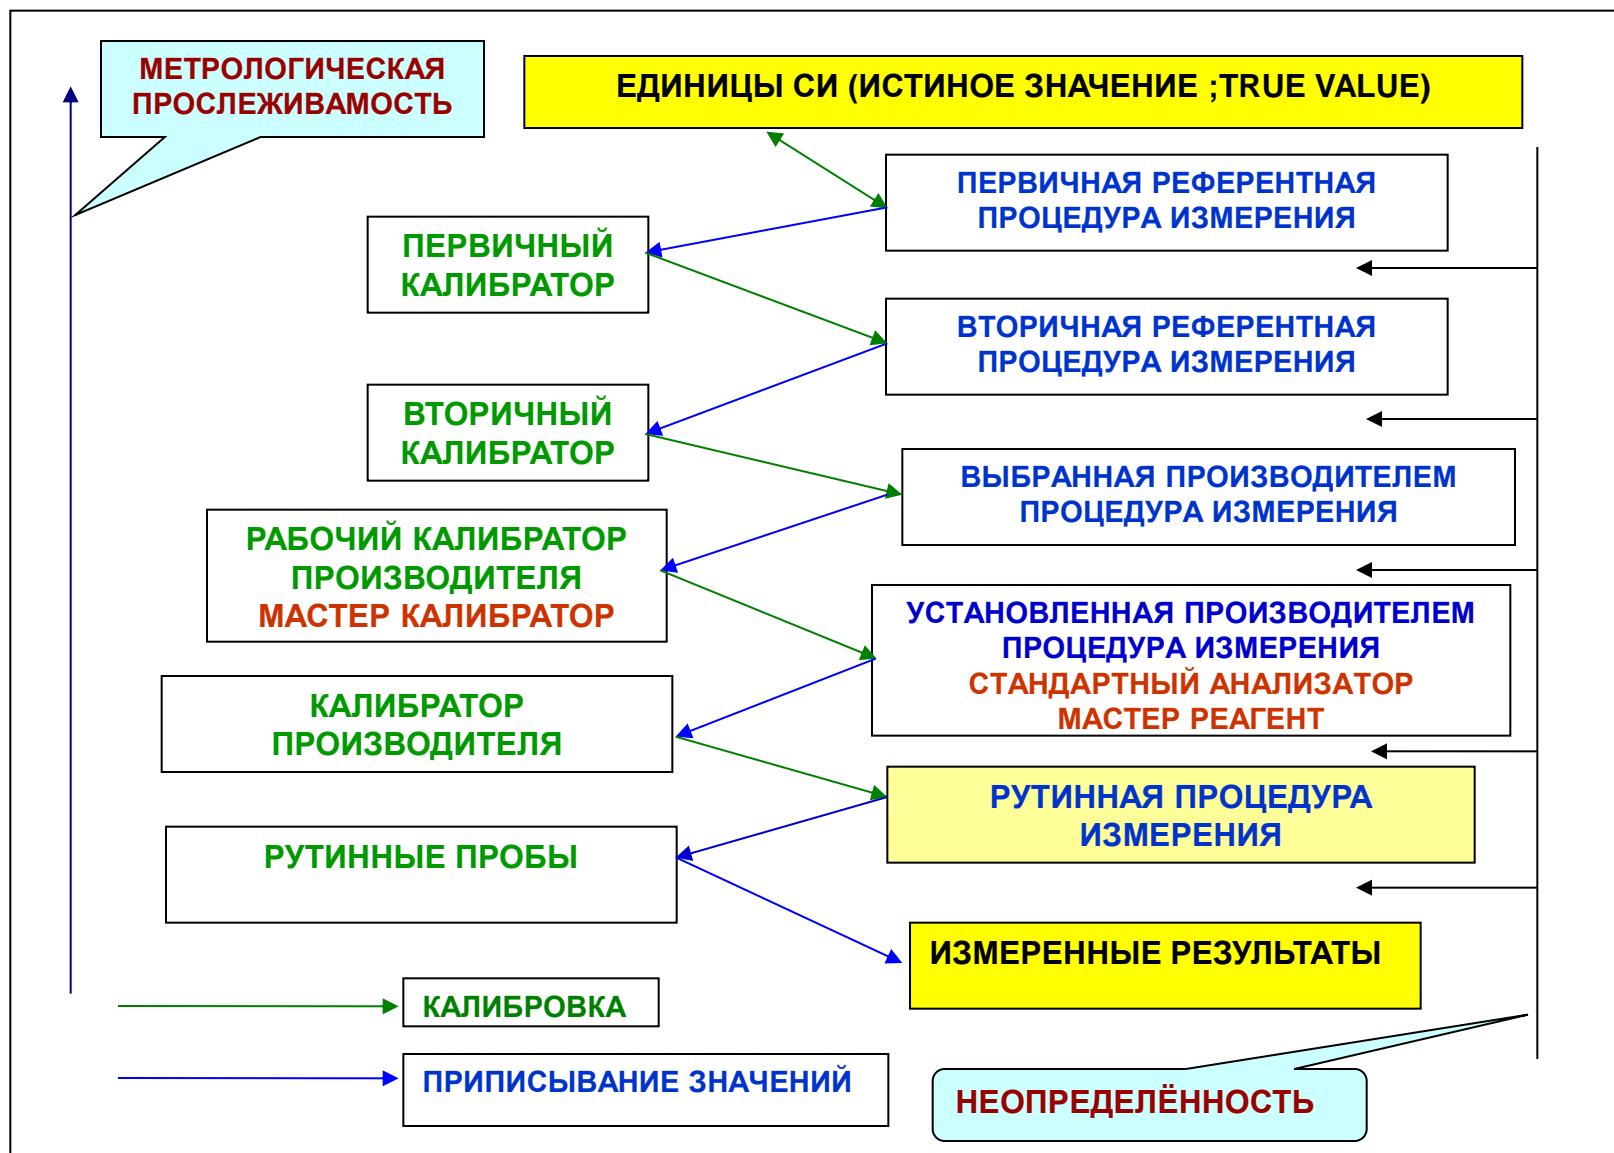 МЕТРОЛОГИЧЕСКАЯ
ПРОСЛЕЖИВАМОСТЬ
ЕДИНИЦЫ СИ (ИСТИНОЕ ЗНАЧЕНИЕ ;TRUE VALUE)
ПЕРВИЧНАЯ РЕФЕРЕНТНАЯ
ПРОЦЕДУРА ИЗМЕРЕНИЯ
ПЕРВИЧНЫЙ
КАЛИБРАТОР
ВТОРИЧНАЯ РЕФЕРЕНТНАЯ
ПРОЦЕДУРА ИЗМЕРЕНИЯ
ВТОРИЧНЫЙ
КАЛИБРАТОР
ВЫБРАННАЯ ПРОИЗВОДИТЕЛЕМ
ПРОЦЕДУРА ИЗМЕРЕНИЯ
РАБОЧИЙ КАЛИБРАТОР
ПРОИЗВОДИТЕЛЯ
МАСТЕР КАЛИБРАТОР
УСТАНОВЛЕННАЯ ПРОИЗВОДИТЕЛЕМ
ПРОЦЕДУРА ИЗМЕРЕНИЯ
СТАНДАРТНЫЙ АНАЛИЗАТОР
МАСТЕР РЕАГЕНТ
КАЛИБРАТОР
ПРОИЗВОДИТЕЛЯ
РУТИННАЯ ПРОЦЕДУРА
ИЗМЕРЕНИЯ
РУТИННЫЕ ПРОБЫ
ИЗМЕРЕННЫЕ РЕЗУЛЬТАТЫ
КАЛИБРОВКА
ПРИПИСЫВАНИЕ ЗНАЧЕНИЙ
НЕОПРЕДЕЛЁННОСТЬ